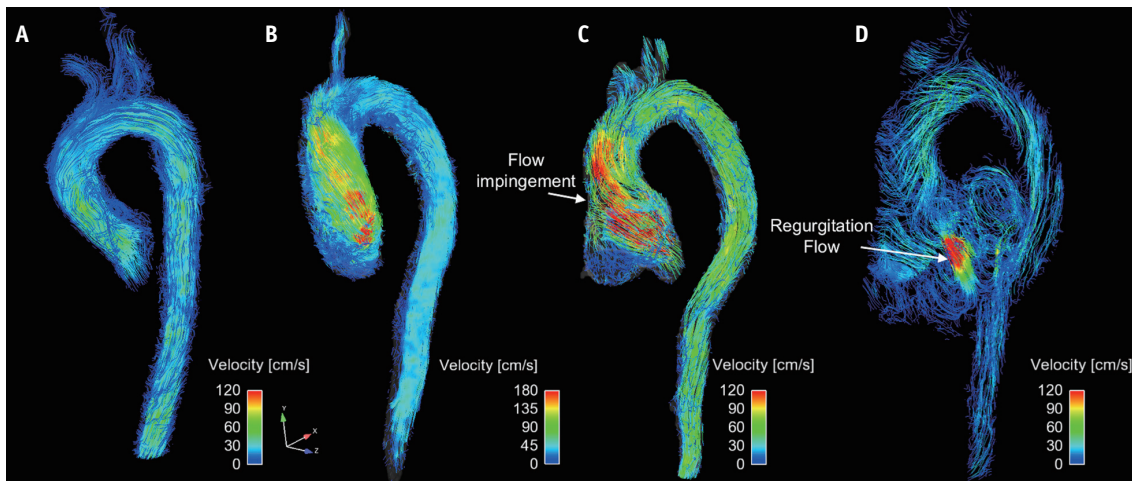 A
B
C
D
Flow
impingement
Regurgitation
Flow
Velocity [cm/s]
120
90
60
30
0
Y
X
Z
Velocity [cm/s]
180
135
90
45
0
Velocity [cm/s]
120
90
60
30
0
Velocity [cm/s]
120
90
60
30
0